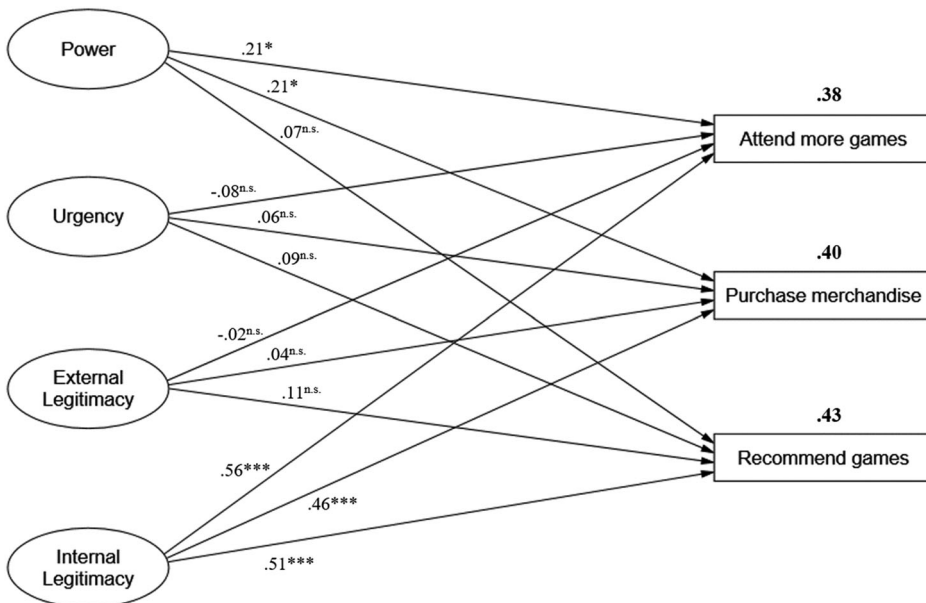 Power
.21*
.21*
.07n.s.
.38
Attend more games
Urgency
-.08n.s.
.06n.s.
.09n.s.
.40
Purchase merchandise
External
Legitimacy
-.02n.s.
.04n.s.
.11n.s.
.43
Recommend games
Internal
Legitimacy
.56***
.46***
.51***